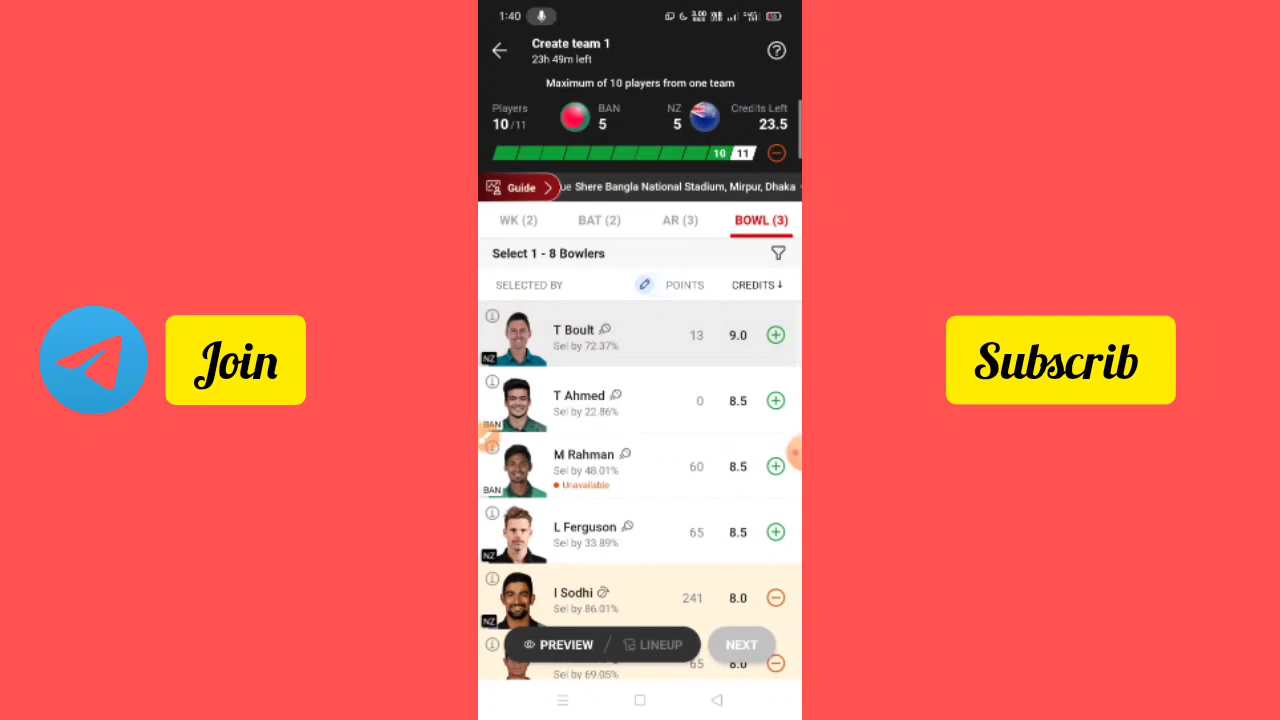 1:40
3.00
Create team 1
23h 49m left
Maximum of 10 players from one team
Players
BAN
NZ
Credits Left
10/11
5
5
23.5
10
11
Guide
ue Shere Bangla National Stadium, Mirpur, Dhaka
WK (2)
BAT (2)
AR (3)
BOWL (3)
Select 1 - 8 Bowlers
SELECTED BY
POINTS
CREDITS↓
T Boult
13
9.0
Sel by 72.37%
NZ
T Ahmed
0
8.5
Sel by 22.86%
BAN
M Rahman
60
8.5
Sel by 48.01%
Unavailable
BAN
L Ferguson
65
8.5
Sel by 33.89%
NZ
I Sodhi
241
8.0
Sel by 86.01%
NZ
PREVIEW
LINEUP
NEXT
65
8.0
Sel by 69.05%
Join
Subscrib